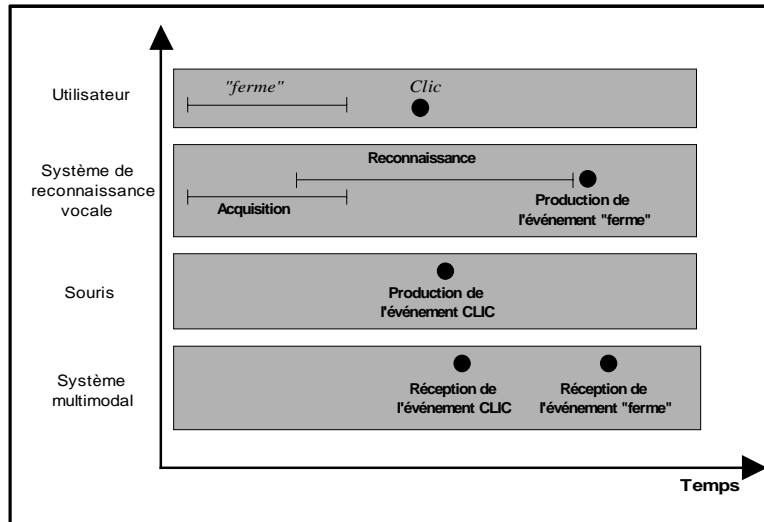 Utilisateur
"ferme"
Clic
Système de
reconnaissance
vocale
Reconnaissance
Acquisition
Production de
l'événement "ferme"
Souris
Production de
l'événement CLIC
Système
multimodal
Réception de
l'événement CLIC
Réception de
l'événement "ferme"
Temps